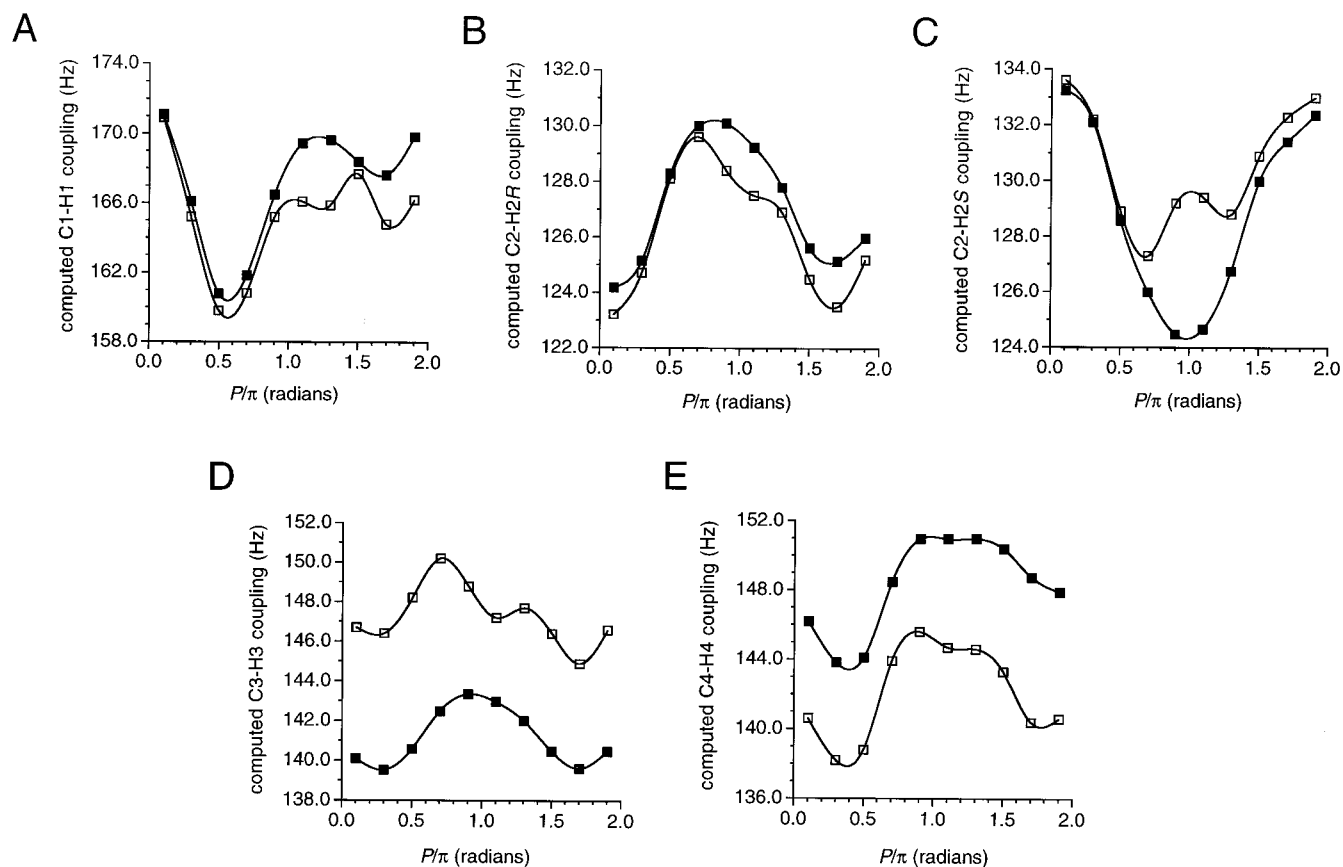 A
computed C1-H1 coupling (Hz)
174.0
170.0
166.0
162.0
158.0
0.0 0.5 1.0 1.5 2.0
P/π (radians)
B
computed C2-H2R coupling (Hz)
132.0
130.0
128.0
126.0
124.0
122.0
0.0 0.5 1.0 1.5 2.0
P/π (radians)
C
computed C2-H2S coupling (Hz)
134.0
132.0
130.0
128.0
126.0
124.0
0.0 0.5 1.0 1.5 2.0
P/π (radians)
D
computed C3-H3 coupling (Hz)
152.0
150.0
148.0
146.0
144.0
142.0
140.0
138.0
0.0 0.5 1.0 1.5 2.0
P/π (radians)
E
computed C4-H4 coupling (Hz)
152.0
148.0
144.0
140.0
136.0
0.0 0.5 1.0 1.5 2.0
P/π (radians)